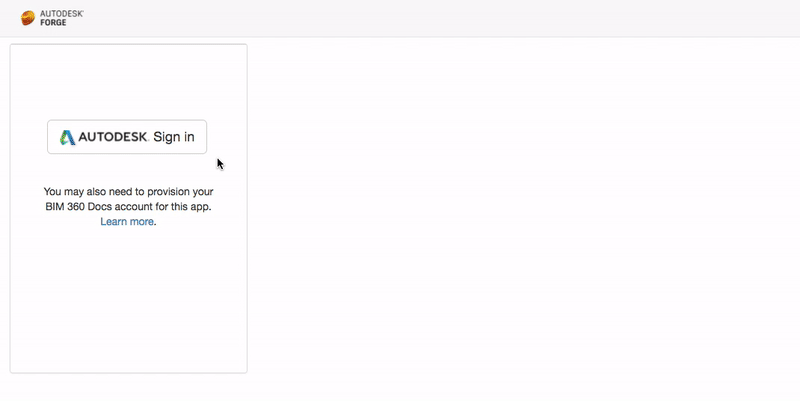 AUTODESK®
FORGE
AUTODESK. Sign in
You may also need to provision your
BIM 360 Docs account for this app.
Learn more.